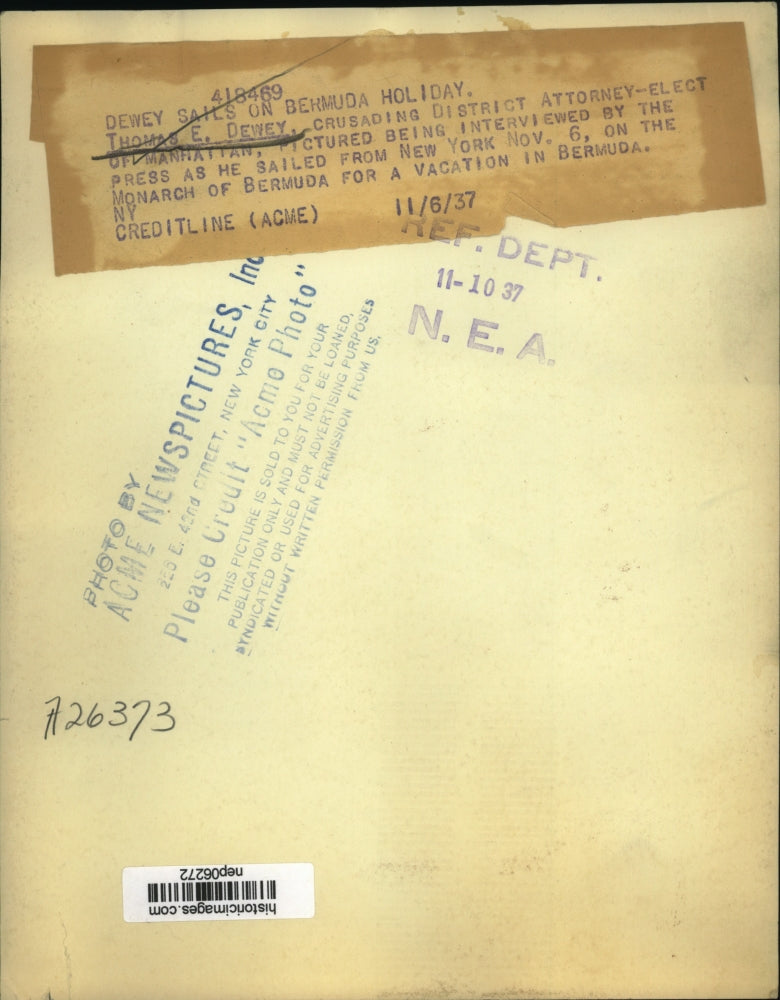 418469
DEWEY SAILS ON BERMUDA HOLIDAY.
THOMAS E. DEWEY, CRUSADING DISTRICT ATTORNEY-ELECT
OF MANHATTAN, PICTURED BEING INTERVIEWED BY THE
PRESS AS HE SAILED FROM NEW YORK NOV. 6, ON THE
MONARCH OF BERMUDA FOR A VACATION IN BERMUDA.
NY
CREDITLINE (ACME) 11/6/37
REF. DEPT.
11-10 37
N. E. A.
PHOTO BY
ACME NEWSPICTURES, Inc
220 E. 42nd STREET, NEW YORK CITY
Please Credit "Acme Photo"
THIS PICTURE IS SOLD TO YOU FOR YOUR
PUBLICATION ONLY AND MUST NOT BE LOANED,
SYNDICATED OR USED FOR ADVERTISING PURPOSES
WITHOUT WRITTEN PERMISSION FROM US.
A26373
historicimages.com
nep06272